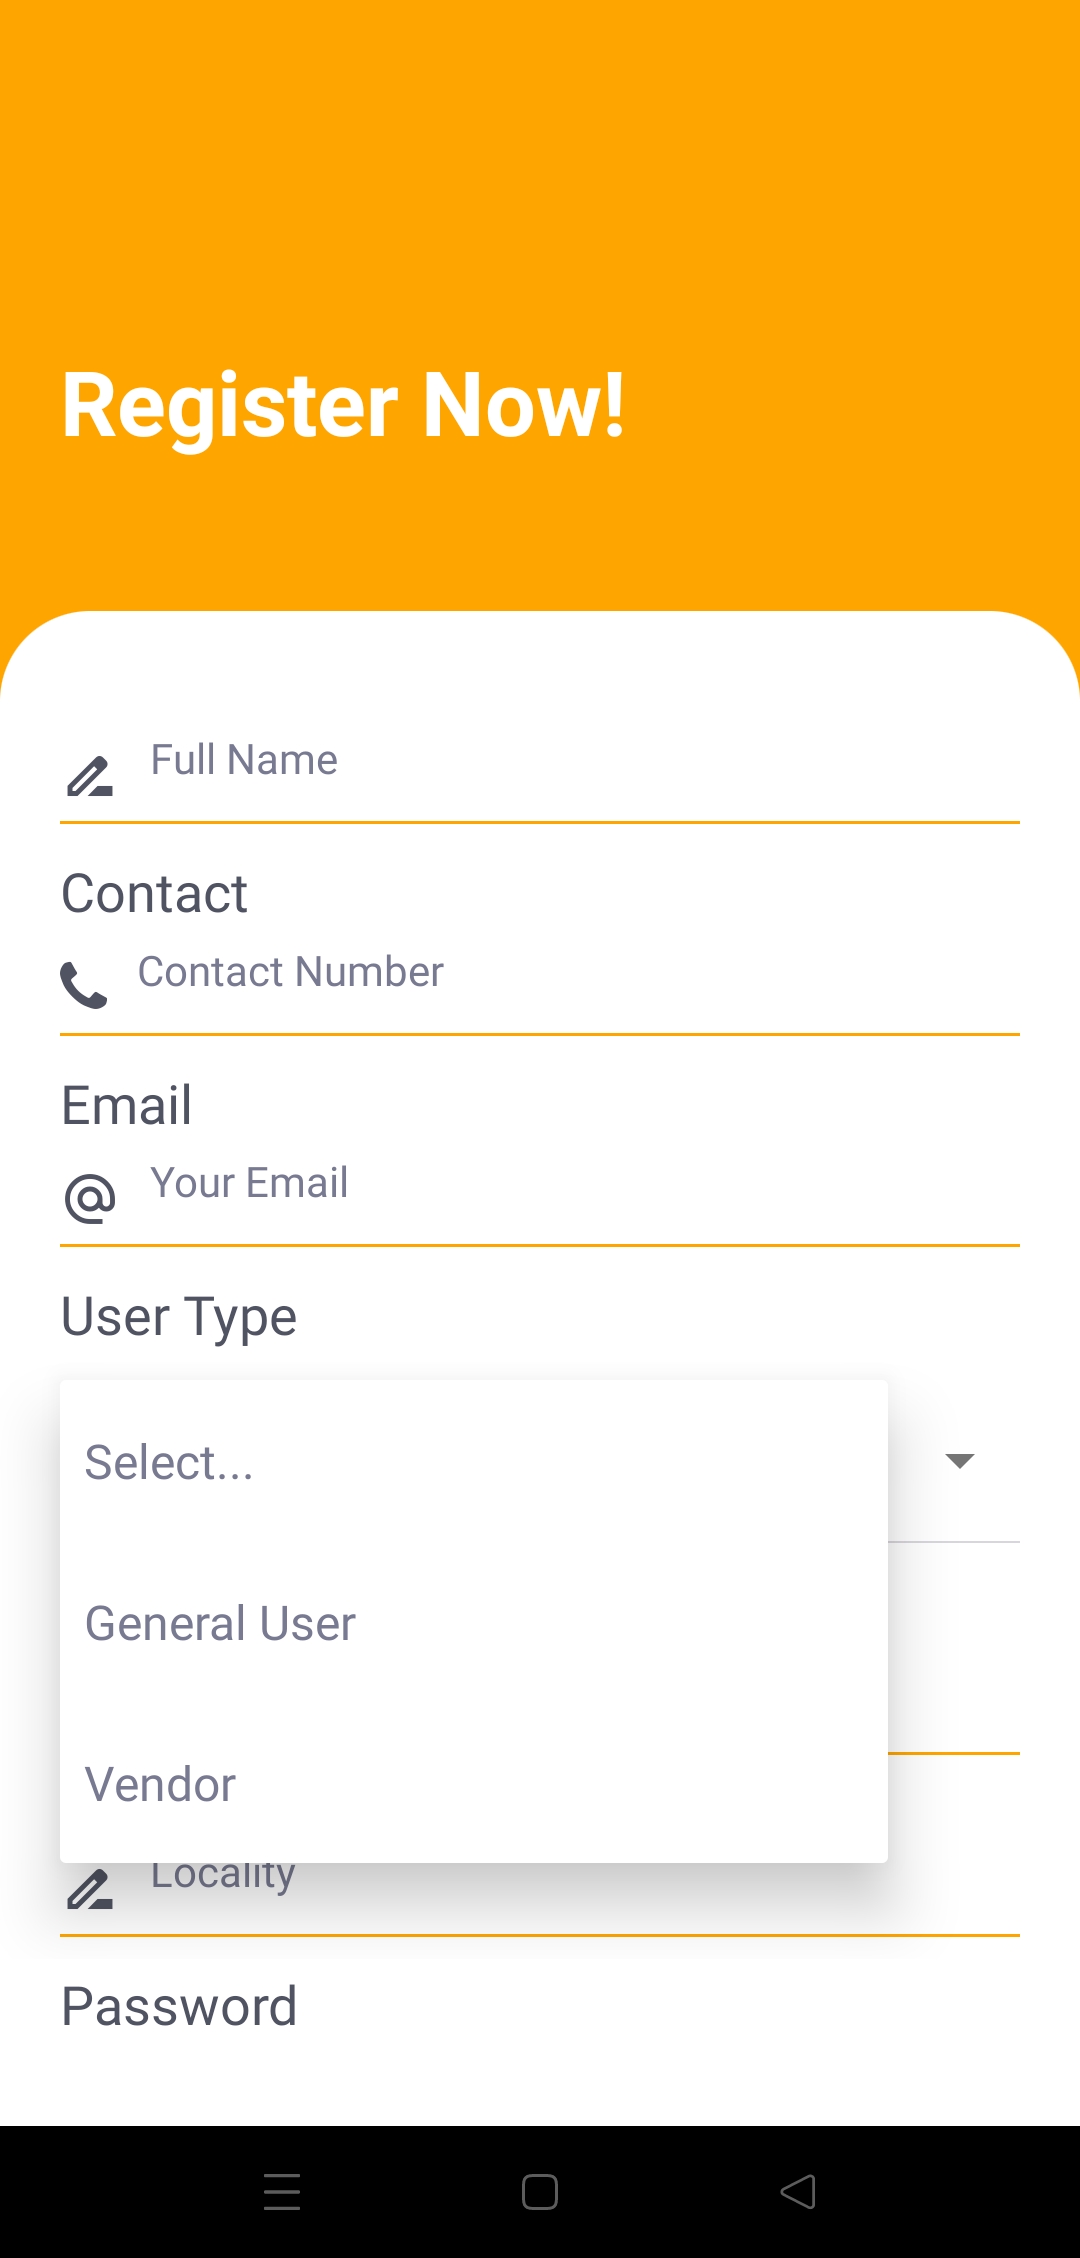 Register Now!
Full Name
Contact
Contact Number
Email
Your Email
User Type
Select...
General User
Vendor
Locality
Password